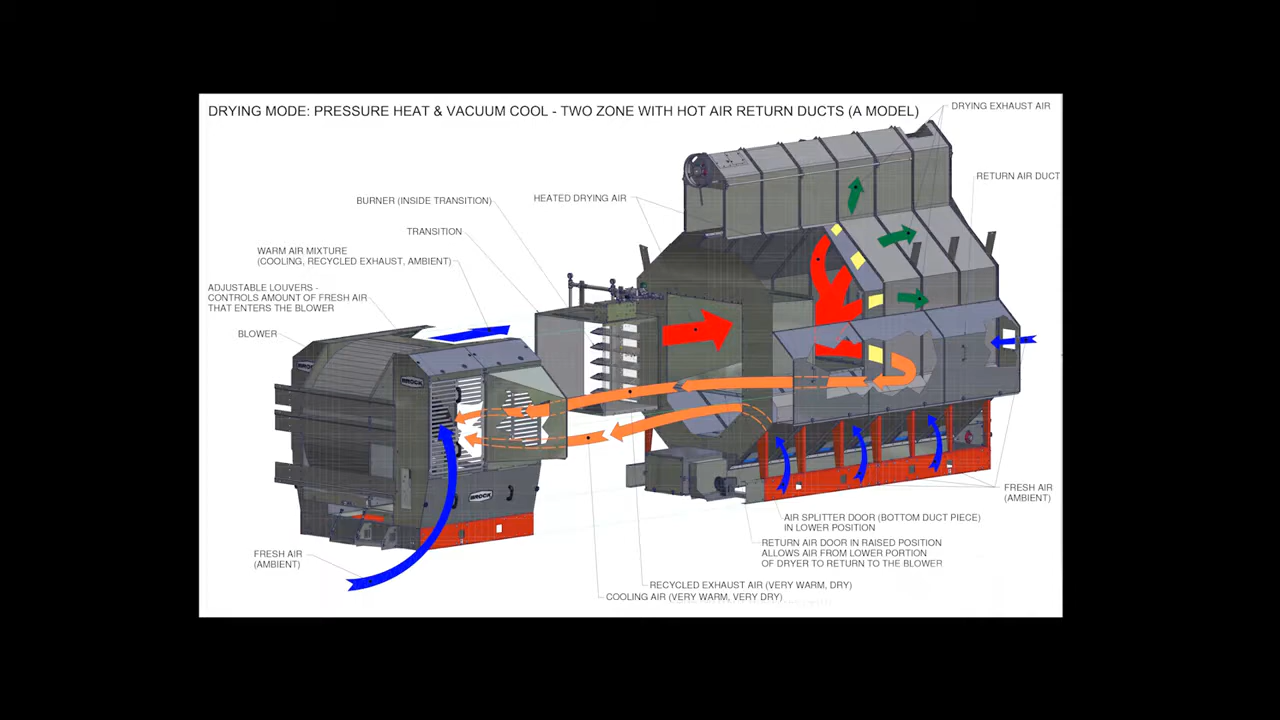 DRYING MODE: PRESSURE HEAT & VACUUM COOL - TWO ZONE WITH HOT AIR RETURN DUCTS (A MODEL)
DRYING EXHAUST AIR
RETURN AIR DUCT
BURNER (INSIDE TRANSITION)
HEATED DRYING AIR
TRANSITION
WARM AIR MIXTURE
(COOLING, RECYCLED EXHAUST, AMBIENT)
ADJUSTABLE LOUVERS -
CONTROLS AMOUNT OF FRESH AIR
THAT ENTERS THE BLOWER
BLOWER
FRESH AIR
(AMBIENT)
AIR SPLITTER DOOR (BOTTOM DUCT PIECE)
IN LOWER POSITION
RETURN AIR DOOR IN RAISED POSITION
ALLOWS AIR FROM LOWER PORTION
OF DRYER TO RETURN TO THE BLOWER
FRESH AIR
(AMBIENT)
RECYCLED EXHAUST AIR (VERY WARM, DRY)
COOLING AIR (VERY WARM, VERY DRY)